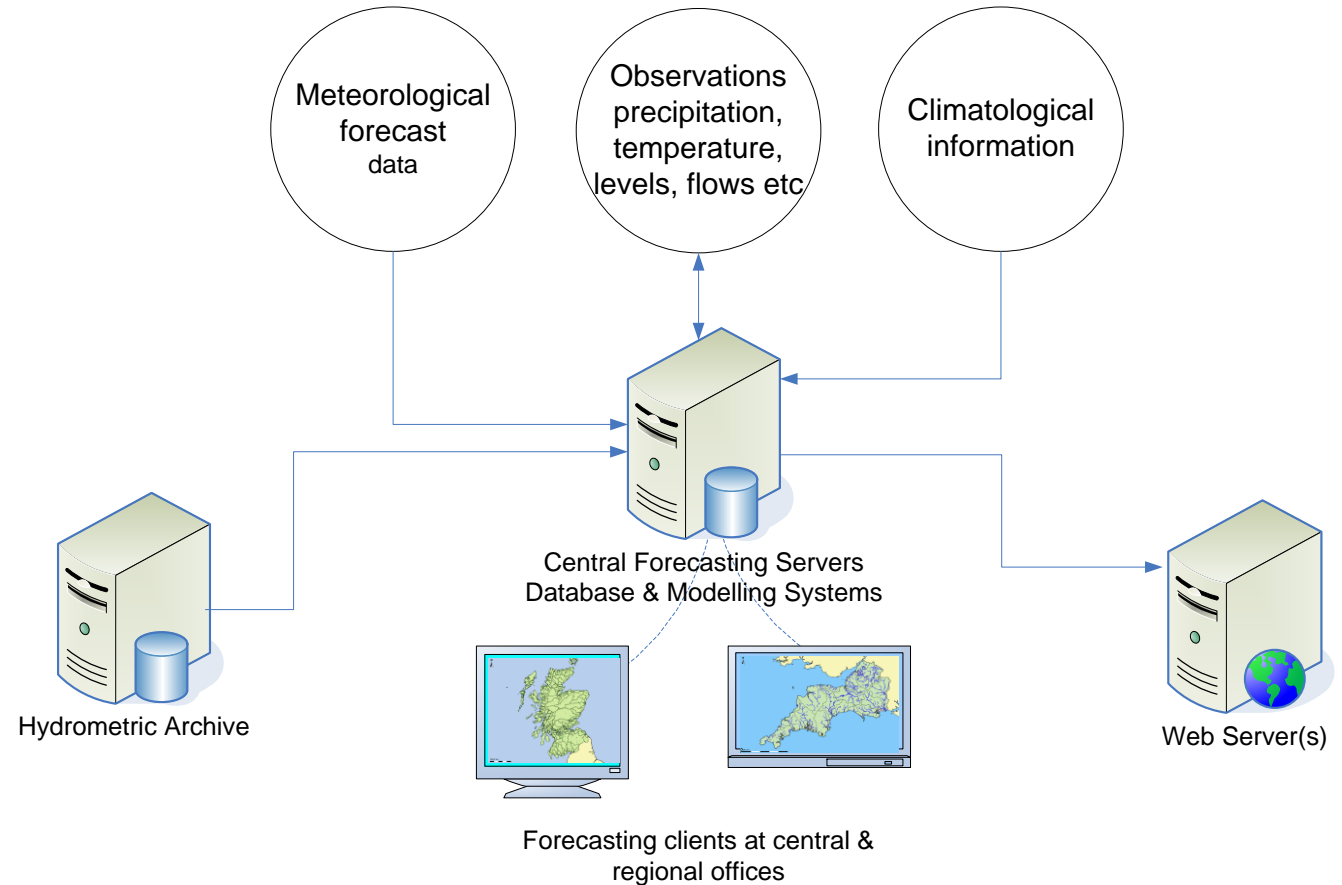 Meteorological
forecast
data
Observations
precipitation,
temperature,
levels, flows etc
Climatological
information
Central Forecasting Servers
Database & Modelling Systems
Hydrometric Archive
Web Server(s)
Forecasting clients at central &
regional offices